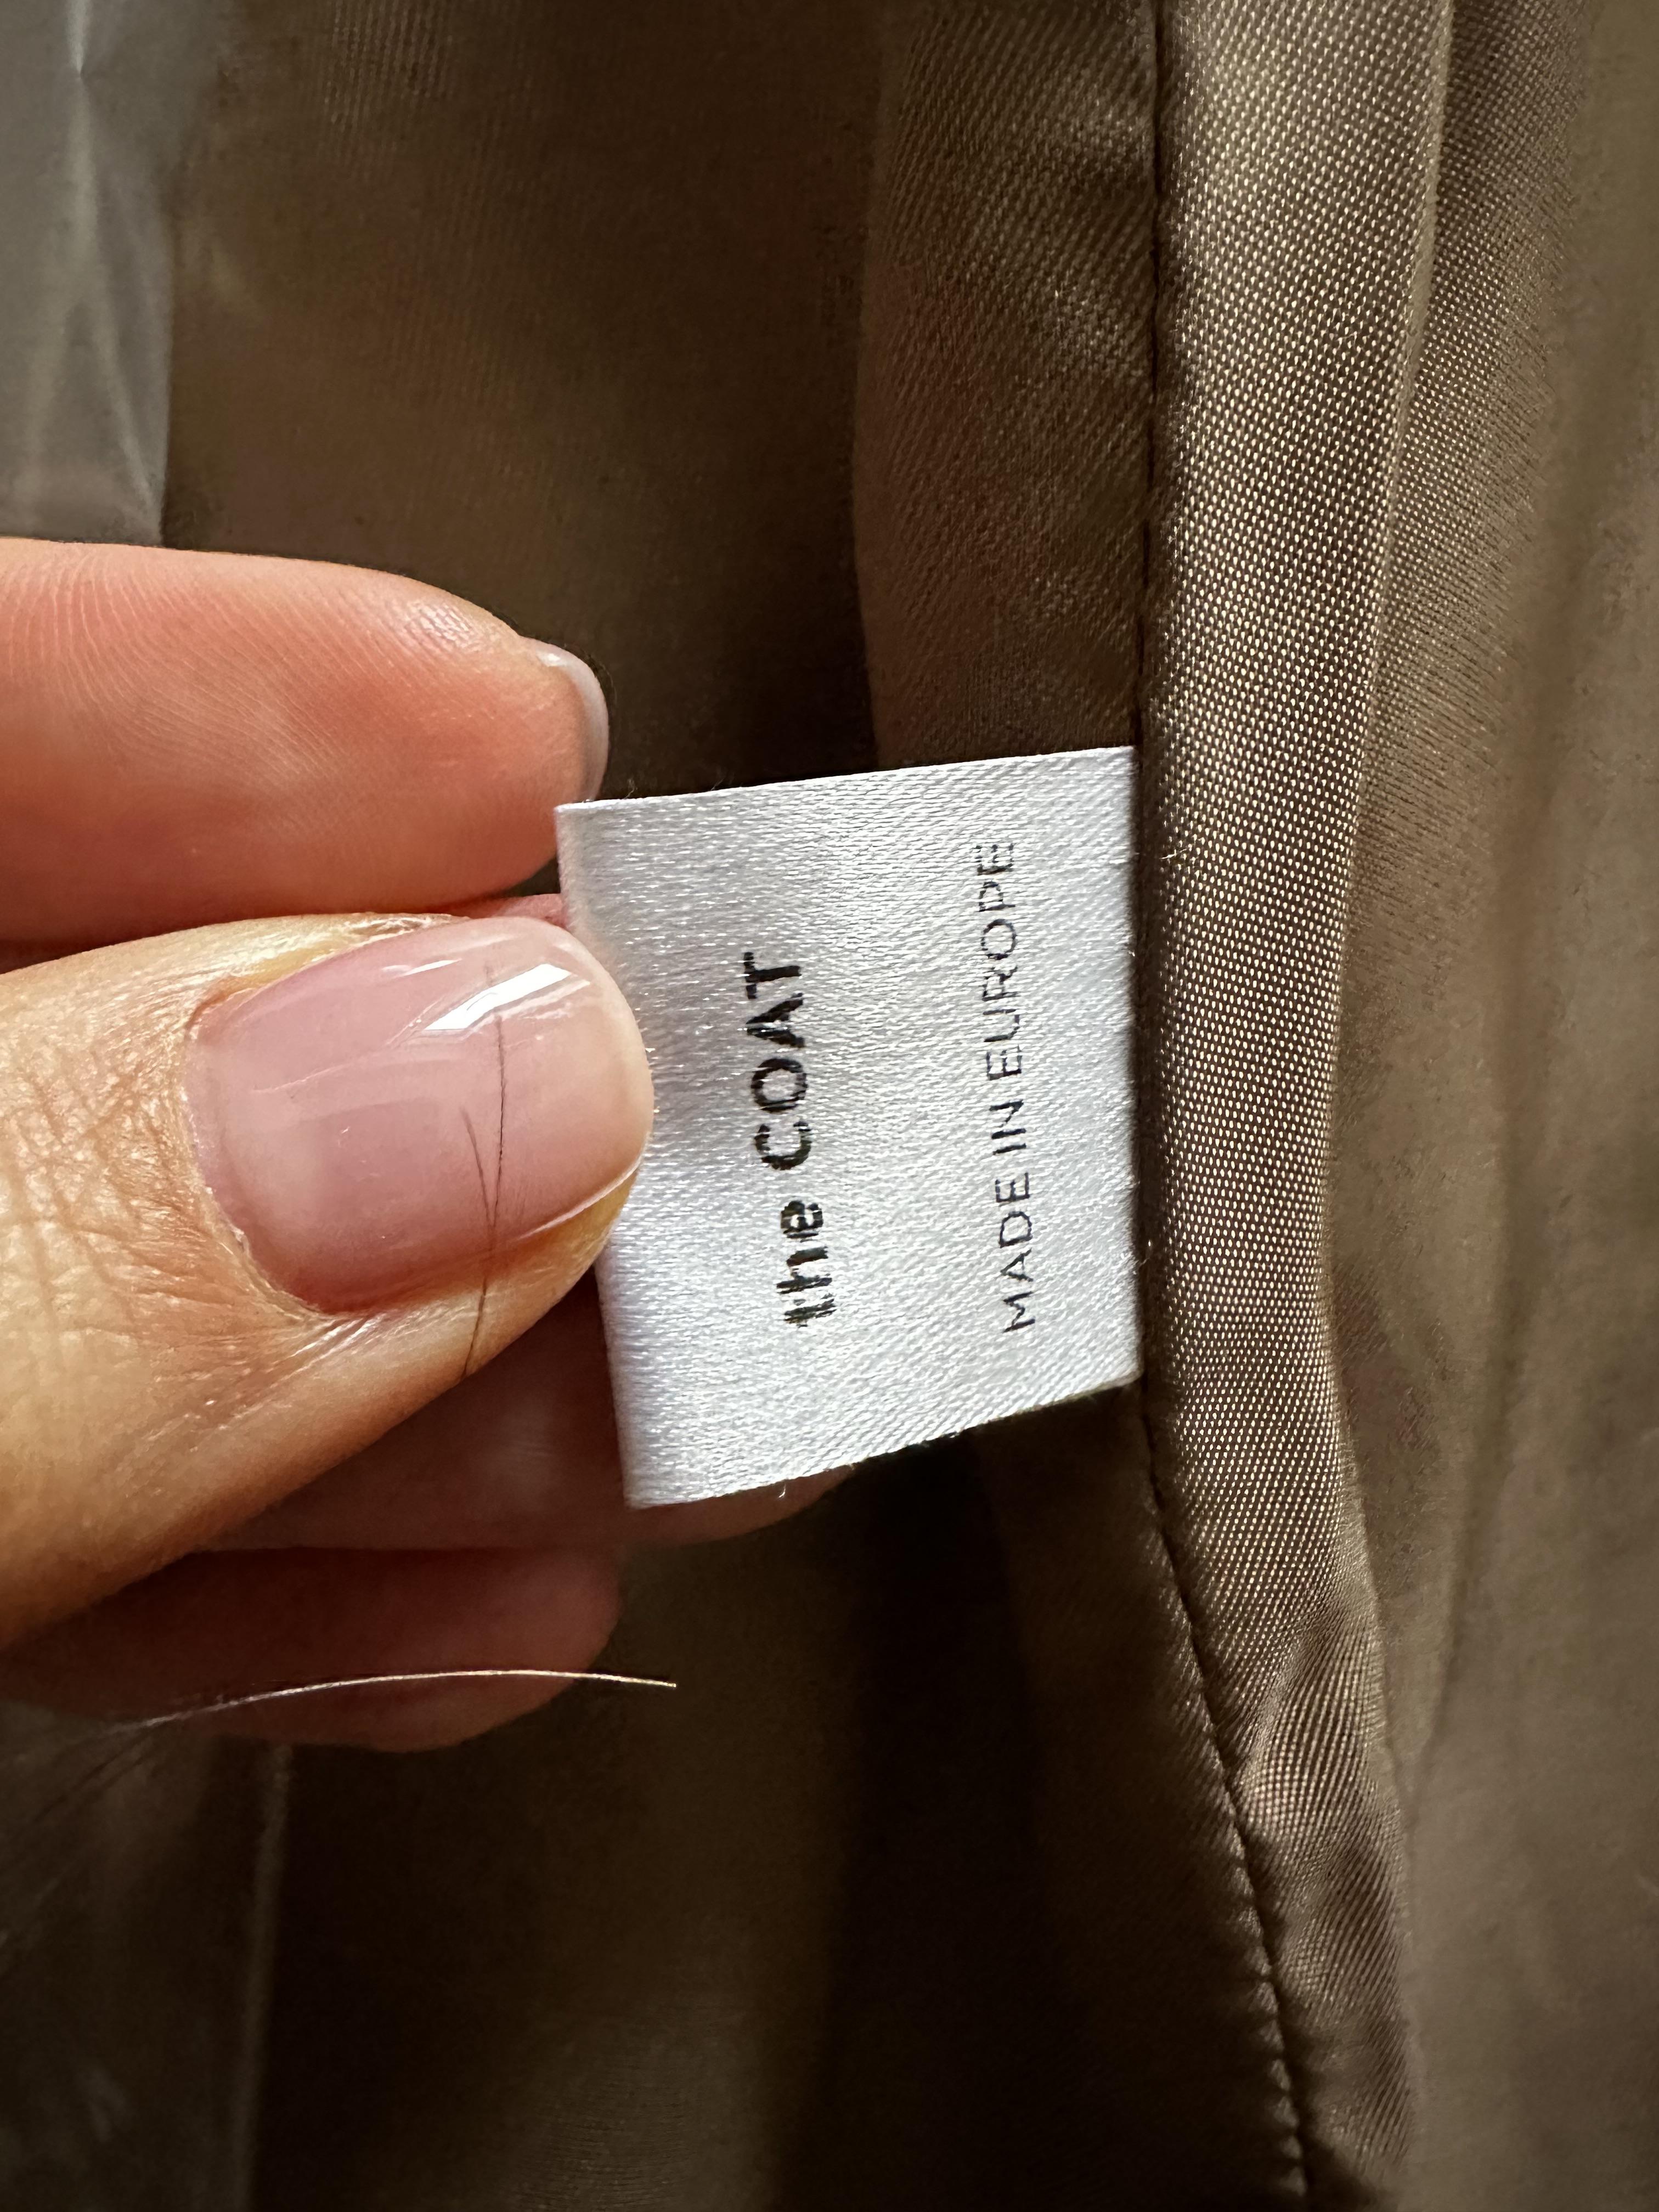 the COAT
MADE IN EUROPE